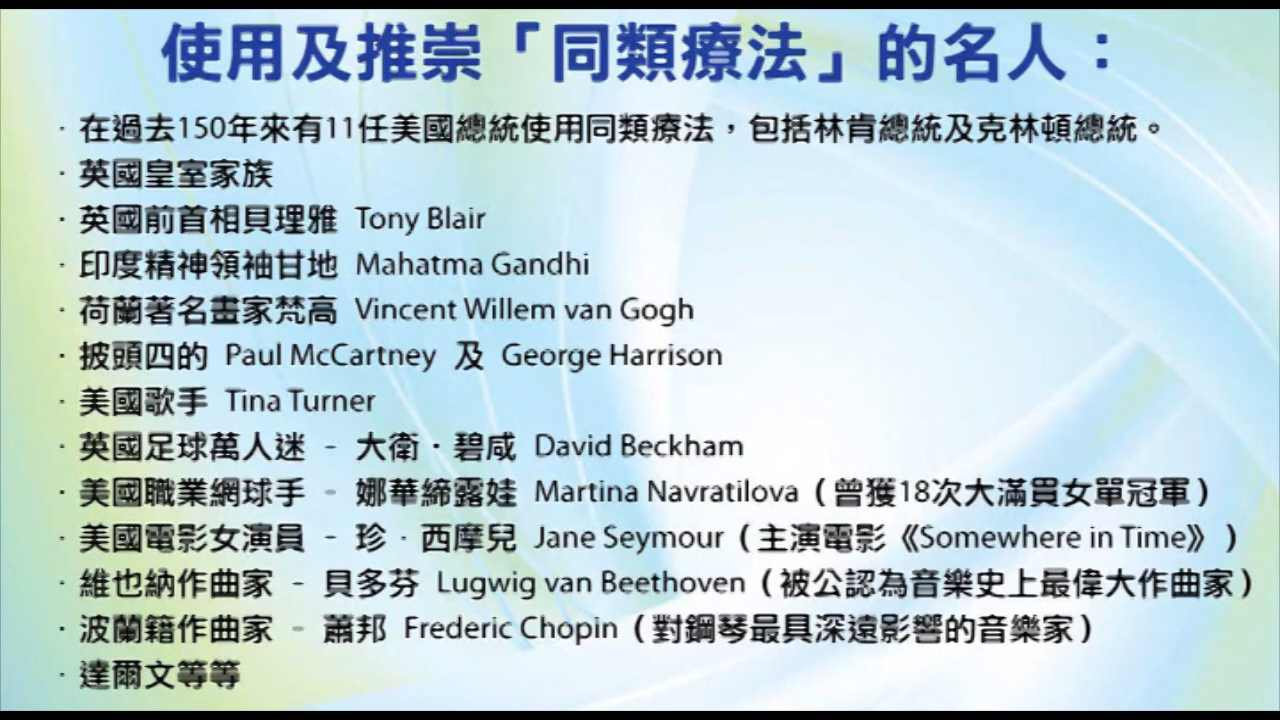 使用及推崇「同類療法」的名人：
· 在過去150年來有11任美國總統使用同類療法，包括林肯總統及克林頓總統。
· 英國皇室家族
· 英國前首相貝理雅 Tony Blair
· 印度精神領袖甘地 Mahatma Gandhi
· 荷蘭著名畫家梵高 Vincent Willem van Gogh
· 披頭四的 Paul McCartney 及 George Harrison
· 美國歌手 Tina Turner
· 英國足球萬人迷 – 大衛·碧咸 David Beckham
· 美國職業網球手 – 娜華締露娃 Martina Navratilova（曾獲18次大滿貫女單冠軍）
· 美國電影女演員 – 珍·西摩兒 Jane Seymour（主演電影《Somewhere in Time》）
· 維也納作曲家 – 貝多芬 Lugwig van Beethoven（被公認為音樂史上最偉大作曲家）
· 波蘭籍作曲家 – 蕭邦 Frederic Chopin（對鋼琴最具深遠影響的音樂家）
· 達爾文等等